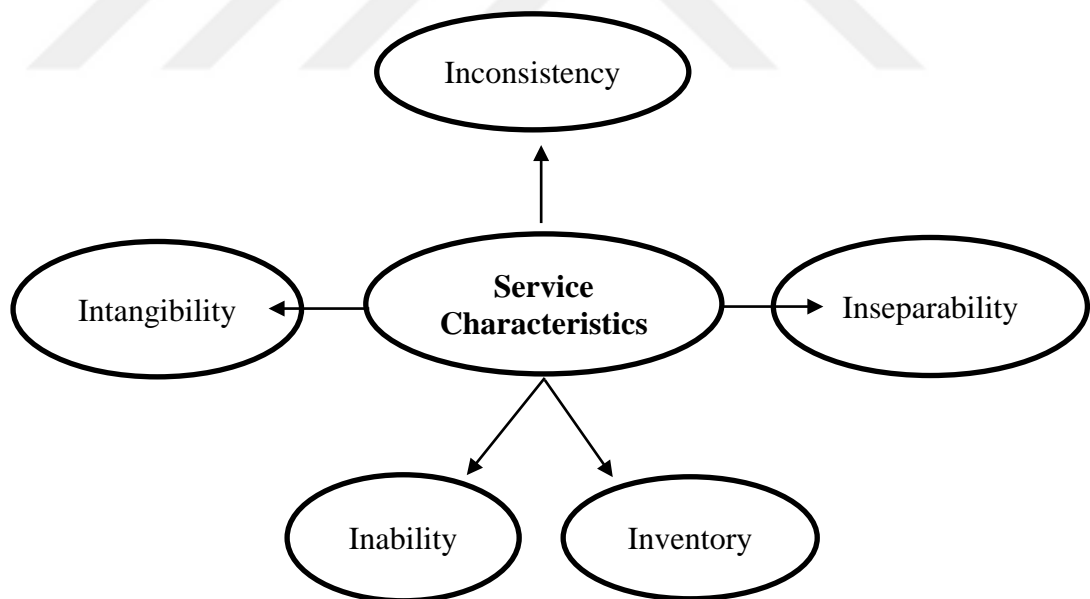 Inconsistency
Service
Characteristics
Intangibility
Inseparability
Inability
Inventory